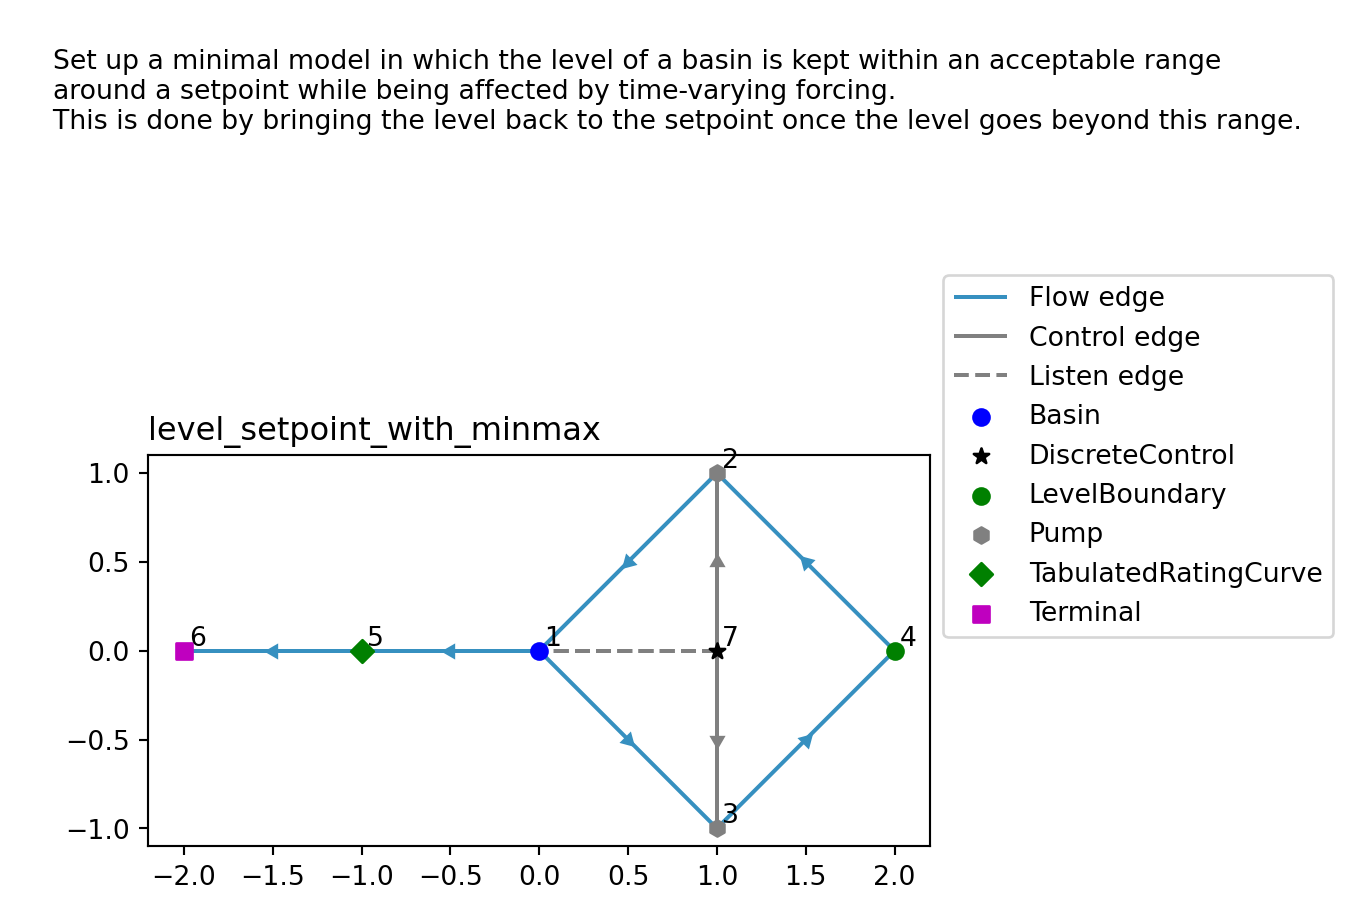 Set up a minimal model in which the level of a basin is kept within an acceptable range
around a setpoint while being affected by time-varying forcing.
This is done by bringing the level back to the setpoint once the level goes beyond this range.
Flow edge
Control edge
Listen edge
Basin
DiscreteControl
LevelBoundary
Pump
TabulatedRatingCurve
Terminal
level_setpoint_with_minmax
1.0
0.5
0.0
−0.5
−1.0
2
6
5
1
7
4
3
−2.0 −1.5 −1.0 −0.5 0.0 0.5 1.0 1.5 2.0